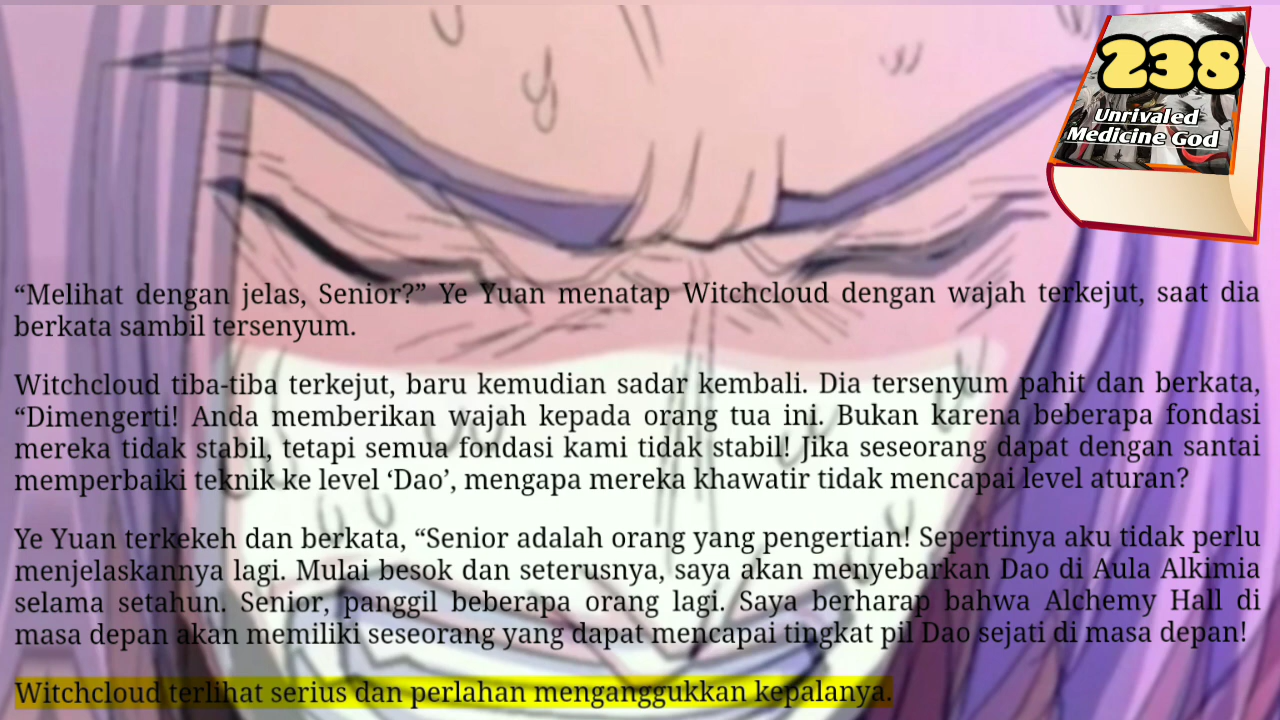 238
Unrivaled
Medicine God
“Melihat dengan jelas, Senior?” Ye Yuan menatap Witchcloud dengan wajah terkejut, saat dia
berkata sambil tersenyum.
Witchcloud tiba-tiba terkejut, baru kemudian sadar kembali. Dia tersenyum pahit dan berkata,
“Dimengerti! Anda memberikan wajah kepada orang tua ini. Bukan karena beberapa fondasi
mereka tidak stabil, tetapi semua fondasi kami tidak stabil! Jika seseorang dapat dengan santai
memperbaiki teknik ke level ‘Dao’, mengapa mereka khawatir tidak mencapai level aturan?
Ye Yuan terkekeh dan berkata, “Senior adalah orang yang pengertian! Sepertinya aku tidak perlu
menjelaskannya lagi. Mulai besok dan seterusnya, saya akan menyebarkan Dao di Aula Alkimia
selama setahun. Senior, panggil beberapa orang lagi. Saya berharap bahwa Alchemy Hall di
masa depan akan memiliki seseorang yang dapat mencapai tingkat pil Dao sejati di masa depan!
Witchcloud terlihat serius dan perlahan menganggukkan kepalanya.